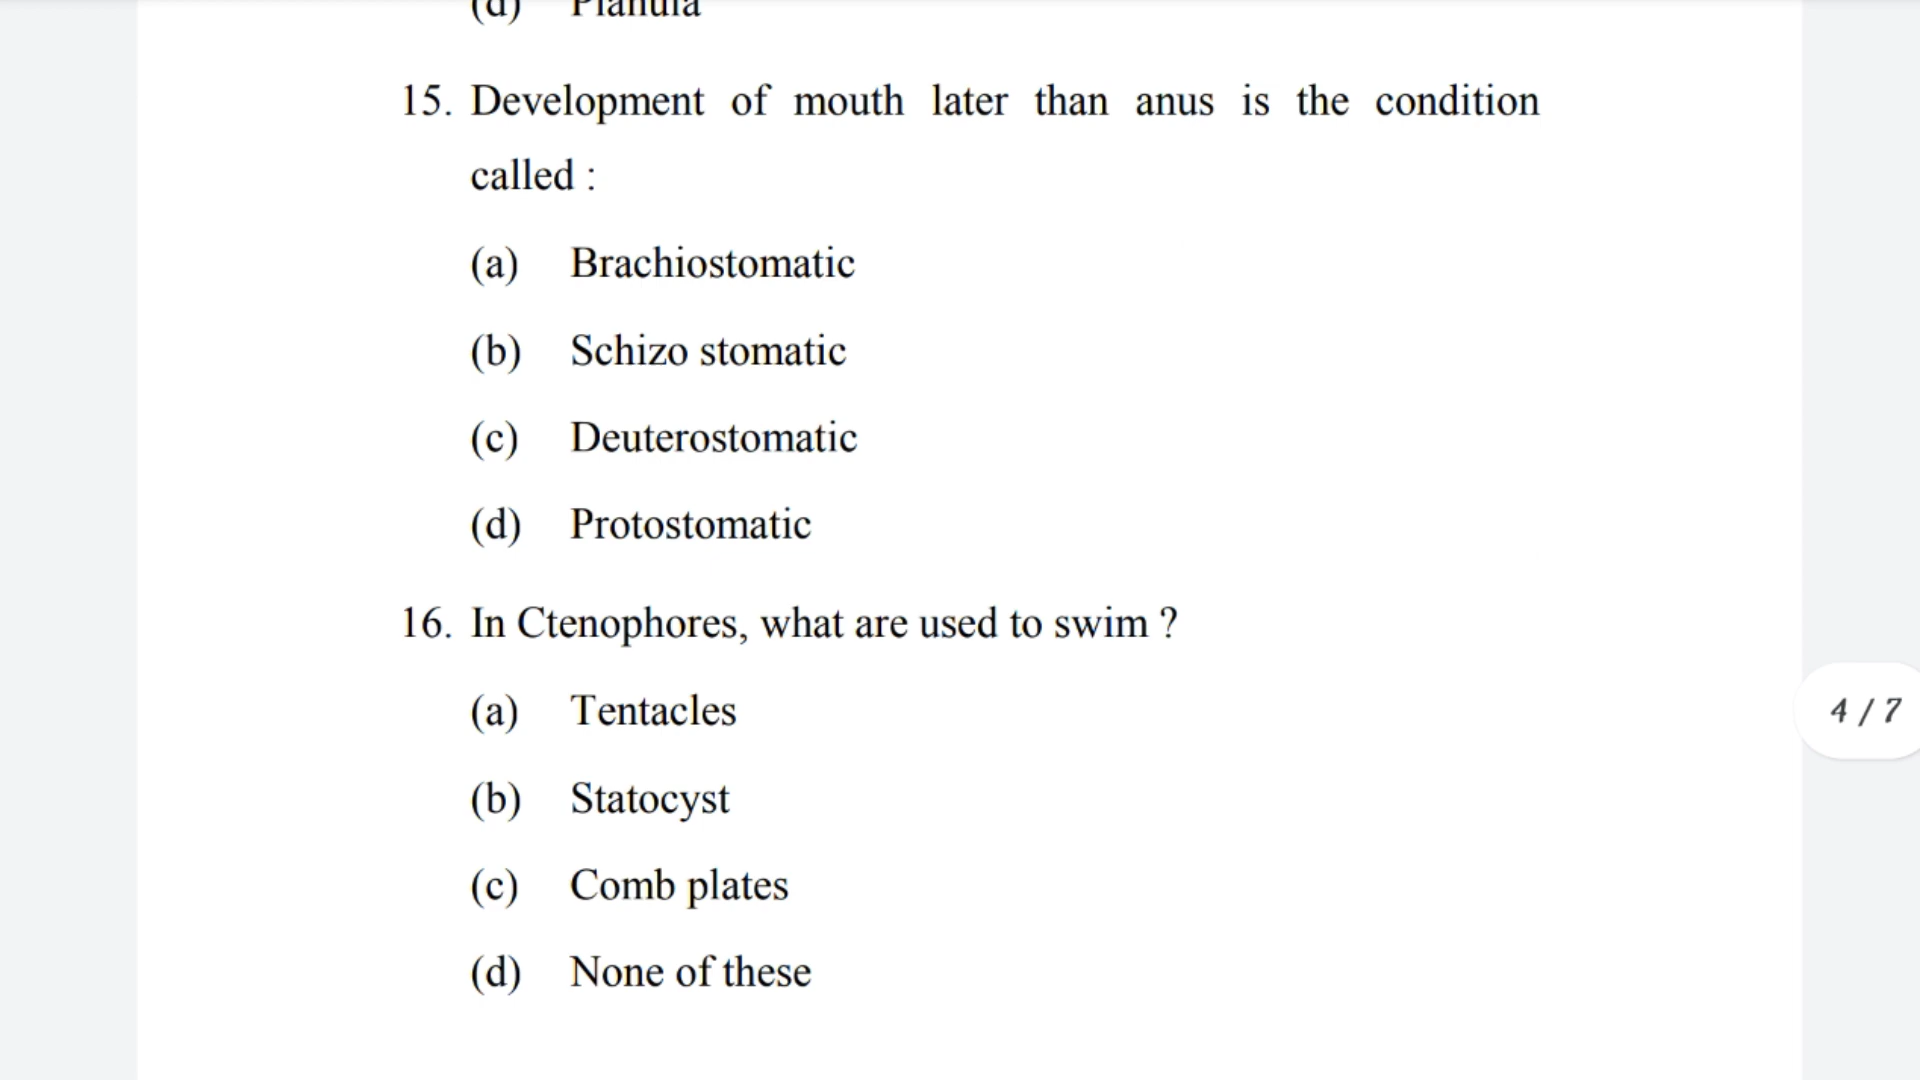 (d) Planula
15. Development of mouth later than anus is the condition
called :
(a) Brachiostomatic
(b) Schizo stomatic
(c) Deuterostomatic
(d) Protostomatic
16. In Ctenophores, what are used to swim ?
(a) Tentacles
(b) Statocyst
(c) Comb plates
(d) None of these
4 / 7